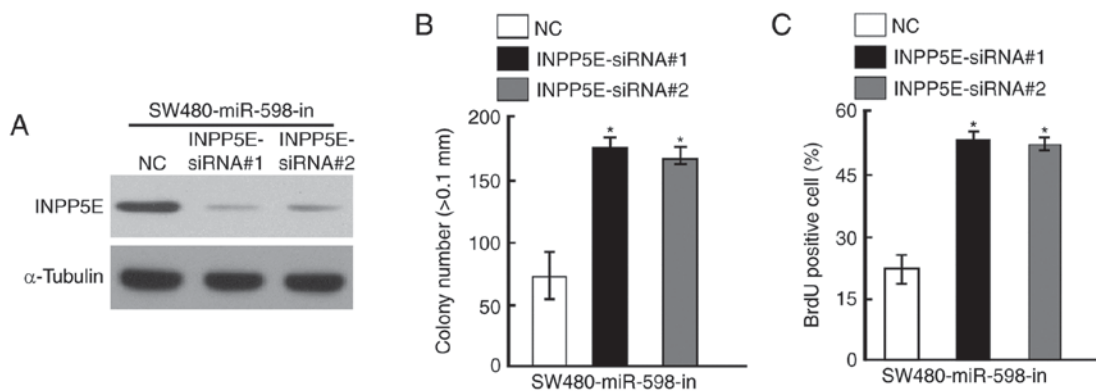 A
SW480-miR-598-in
NC
INPP5E-
siRNA#1
INPP5E-
siRNA#2
INPP5E
α-Tubulin
B
NC
INPP5E-siRNA#1
INPP5E-siRNA#2
Colony number (>0.1 mm)
200
150
100
50
0
*
*
SW480-miR-598-in
C
NC
INPP5E-siRNA#1
INPP5E-siRNA#2
BrdU positive cell (%)
60
45
30
15
0
*
*
SW480-miR-598-in